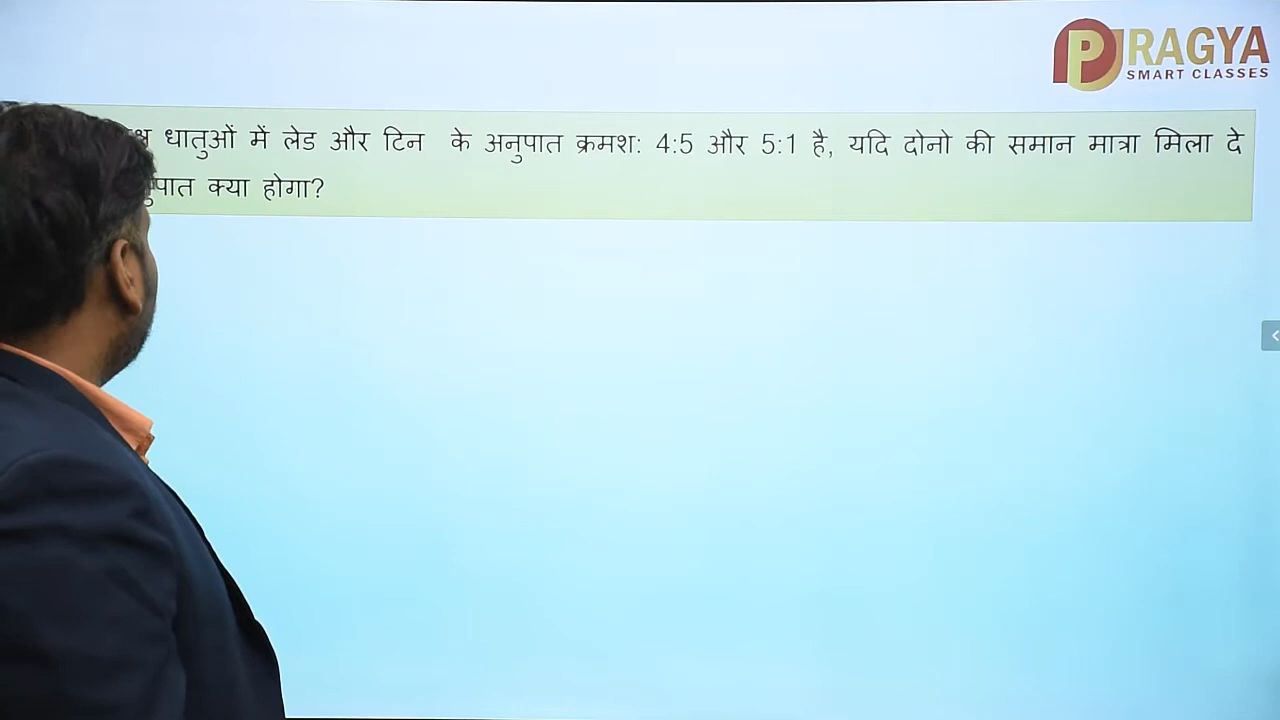 PRAGYA
SMART CLASSES
धातुओं में लेड और टिन के अनुपात क्रमश: 4:5 और 5:1 है, यदि दोनो की समान मात्रा मिला दे
क्या होगा?